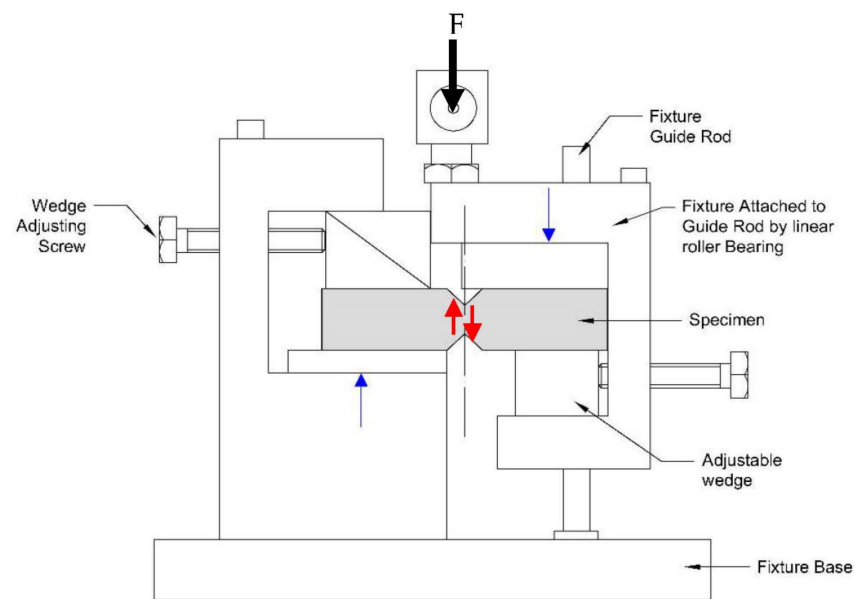 F
Fixture
Guide Rod
Wedge
Adjusting
Screw
Fixture Attached to
Guide Rod by linear
roller Bearing
Specimen
Adjustable
wedge
Fixture Base